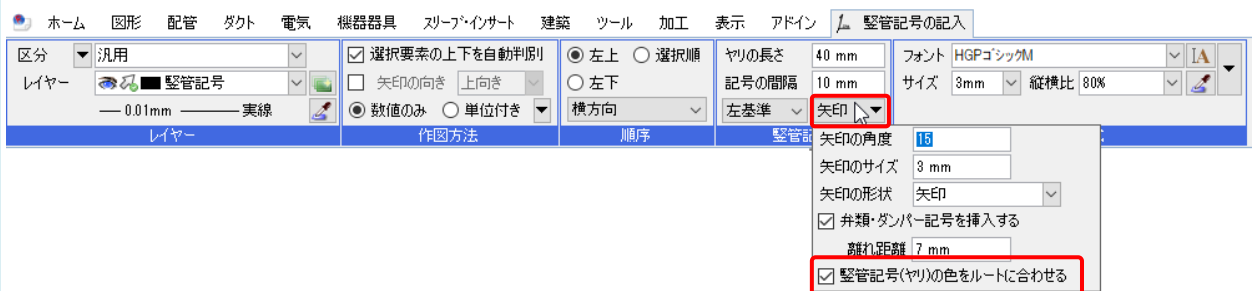 ホーム 図形 配管 ダクト 電気 機器器具 スリーブ・インサート 建築 ツール 加工 表示 アドイン 竪管記号の記入
区分 汎用 選択要素の上下を自動判別 左上 選択順 ヤリの長さ 40 mm フォント HGPゴシックM IA
レイヤー 竪管記号 矢印の向き 上向き 左下 記号の間隔 10 mm サイズ 3mm 縦横比 80%
0.01mm 実線 数値のみ 単位付き 横方向 左基準 矢印
レイヤー 作図方法 順序 竪管記
矢印の角度 15
矢印のサイズ 3 mm
矢印の形状 矢印
弁類・ダンパー記号を挿入する
離れ距離 7 mm
竪管記号(ヤリ)の色をルートに合わせる